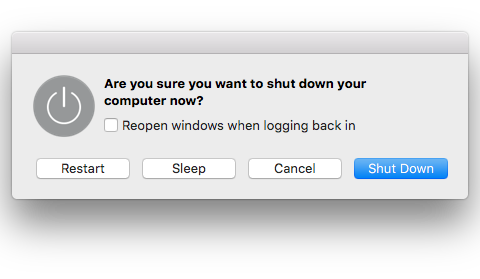 Are you sure you want to shut down your
computer now?
Reopen windows when logging back in
Restart
Sleep
Cancel
Shut Down